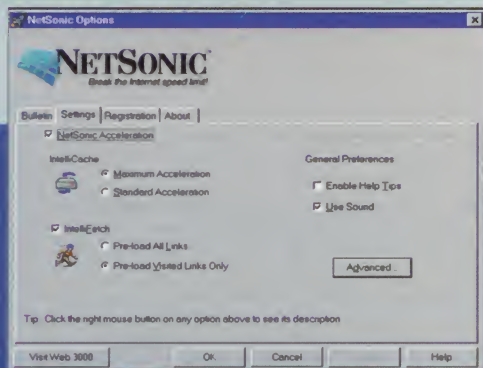 NetSonic Options
NETSONIC
Break the Internet speed limit!
Bulletin Settings Registration About
NetSonic Acceleration
IntelliCache
Maximum Acceleration
Standard Acceleration
IntelliFetch
Pre-load All Links
Pre-load Visited Links Only
General Preferences
Enable Help Tips
Use Sound
Advanced...
Tip: Click the right mouse button on any option above to see its description
Visit Web 3000 OK Cancel Help